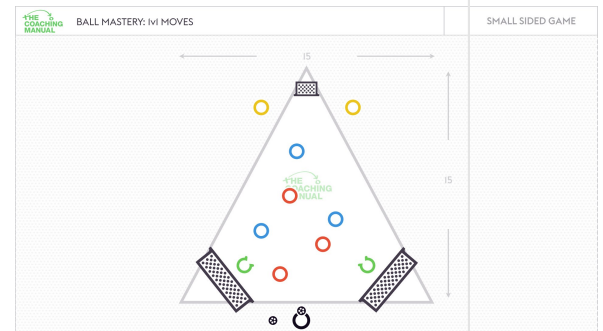 THE
COACHING
MANUAL
BALL MASTERY: 1v1 MOVES
SMALL SIDED GAME
15
15
THE
COACHING
MANUAL